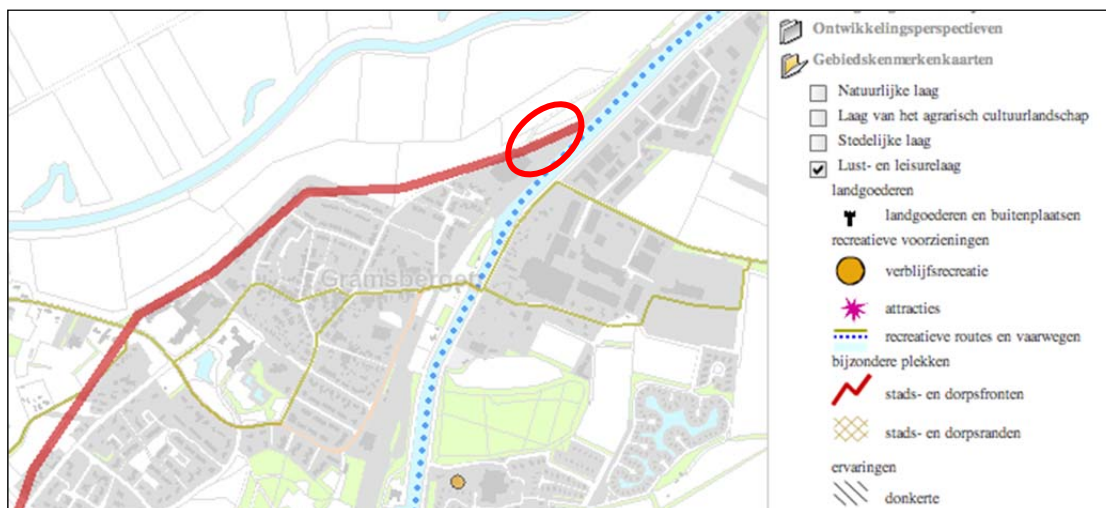 Gramsbergen
Ontwikkelingsperspectieven
Gebiedskenmerkenkaarten
Natuurlijke laag
Laag van het agrarisch cultuurlandschap
Stedelijke laag
Lust- en leisurelaag
landgoederen
landgoederen en buitenplaatsen
recreatieve voorzieningen
verblijfsrecreatie
attracties
recreatieve routes en vaarwegen
bijzondere plekken
stads- en dorpsfronten
stads- en dorpsranden
ervaringen
donkerte